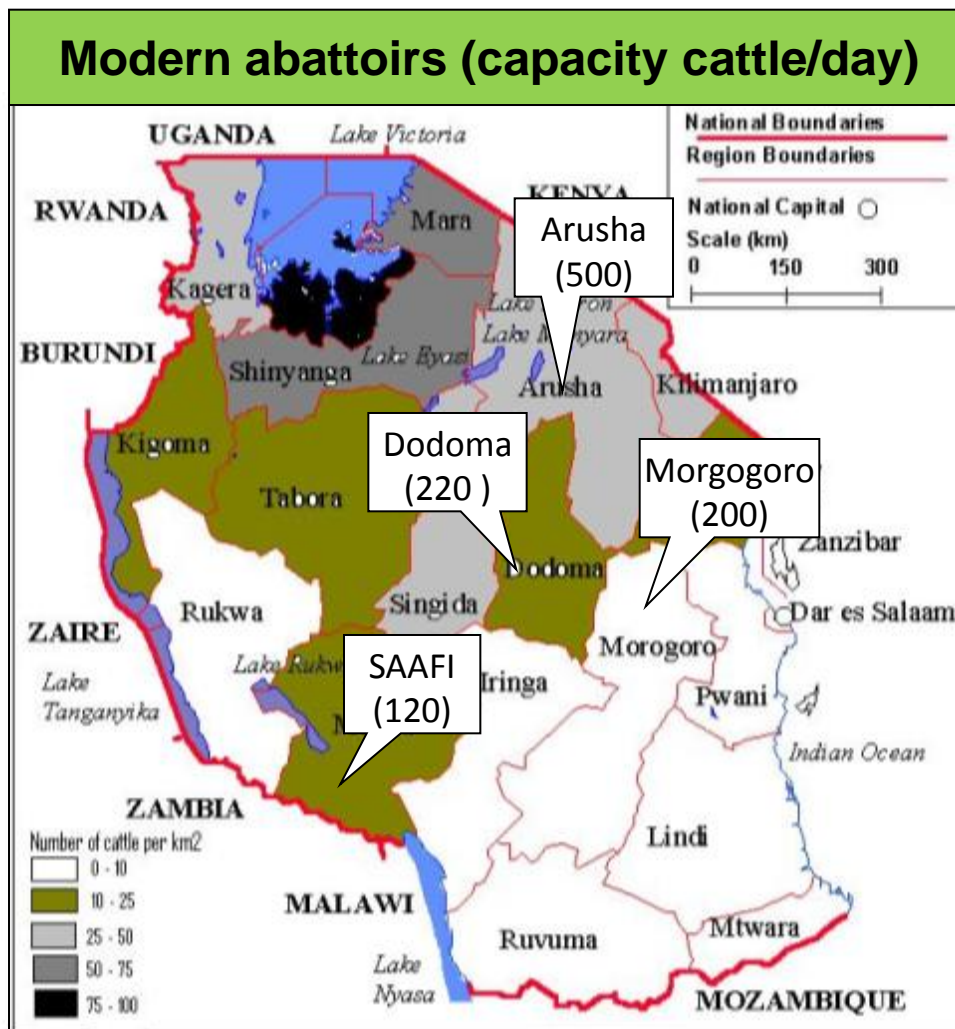 Modern abattoirs (capacity cattle/day)
UGANDA
Lake Victoria
National Boundaries
Region Boundaries
National Capital
Scale (km)
0 150 300
RWANDA
KENYA
Mara
Arusha
(500)
Kagera
BURUNDI
Shinyanga
Lake Eyasi
Arusha
Kilimanjaro
Kigoma
Dodoma
(220 )
Tabora
Morgogoro
(200)
Zanzibar
Dodoma
Singida
Rukwa
Dar es Salaam
ZAIRE
Morogoro
SAAFI
(120)
Iringa
Lake
Tanganyika
Pwani
Indian Ocean
ZAMBIA
Number of cattle per km2
0 - 10
10 - 25
25 - 50
50 - 75
75 - 100
Lindi
MALAWI
Ruvuma
Mtwara
Lake
Nyasa
MOZAMBIQUE